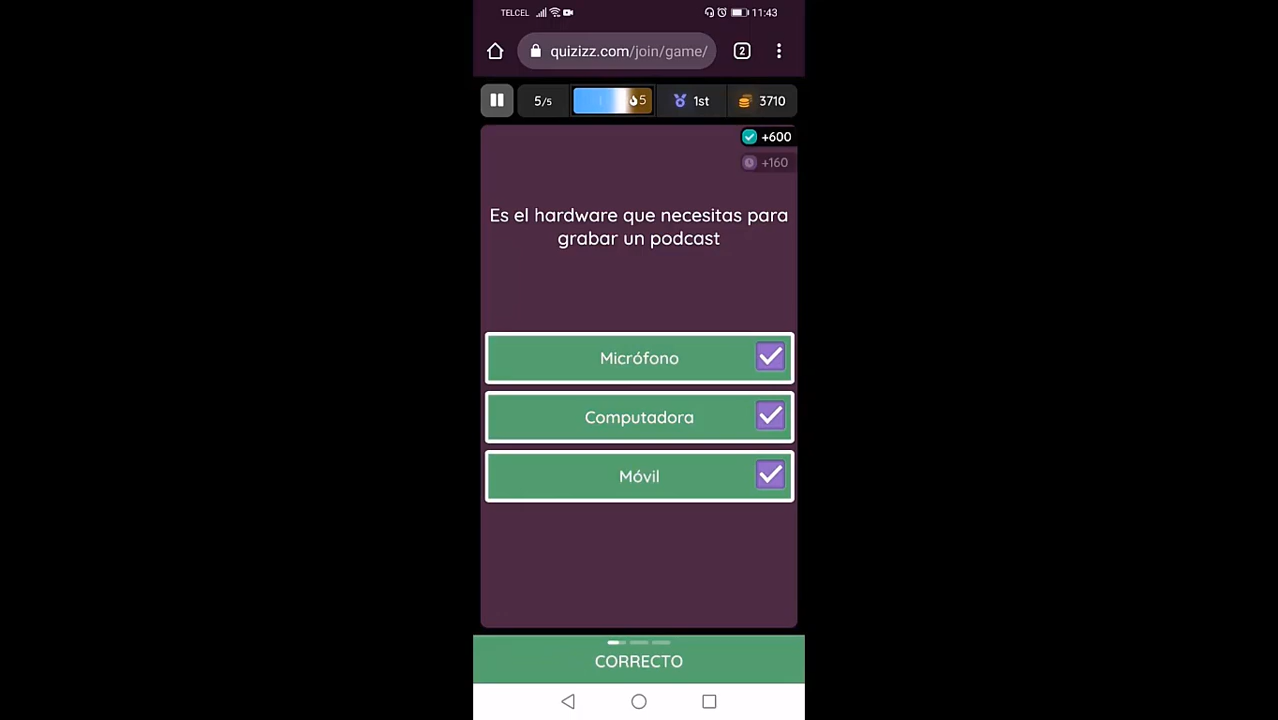 TELCEL 11:43
quizizz.com/join/game/ 2
5/5 5 1st 3710
+600
+160
Es el hardware que necesitas para
grabar un podcast
Micrófono
Computadora
Móvil
CORRECTO